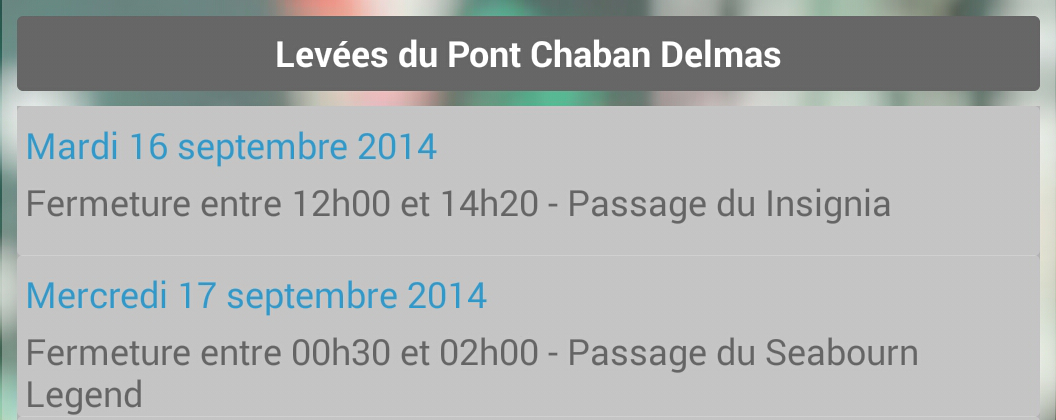 Levées du Pont Chaban Delmas
Mardi 16 septembre 2014
Fermeture entre 12h00 et 14h20 - Passage du Insignia
Mercredi 17 septembre 2014
Fermeture entre 00h30 et 02h00 - Passage du Seabourn
Legend